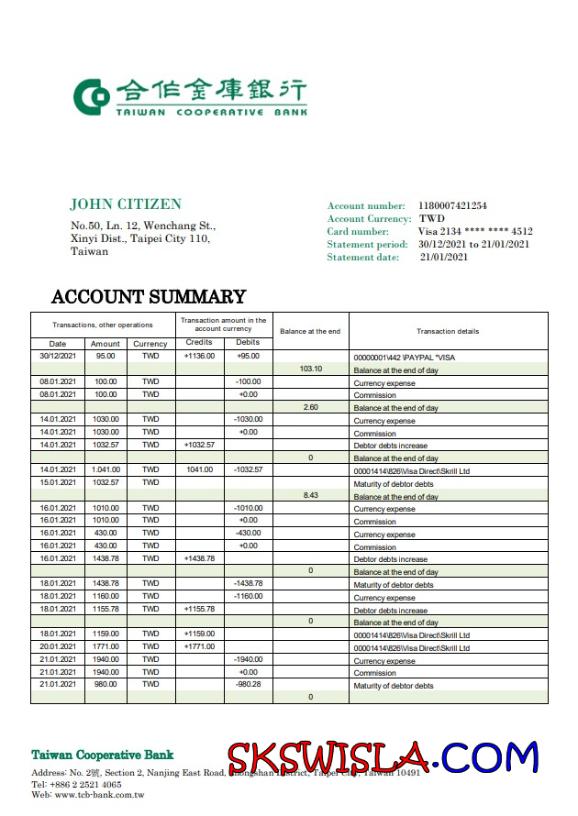 合作金庫銀行
TAIWAN COOPERATIVE BANK
JOHN CITIZEN
No.50, Ln. 12, Wenchang St.,
Xinyi Dist., Taipei City 110,
Taiwan
Account number: 1180007421254
Account Currency: TWD
Card number: Visa 2134 **** **** 4512
Statement period: 30/12/2021 to 21/01/2021
Statement date: 21/01/2021
ACCOUNT SUMMARY
Transactions, other operations Transaction amount in the account currency Balance at the end Transaction details
Date Amount Currency Credits Debits
30/12/2021 95.00 TWD +1136.00 +95.00 00000001\442 \PAYPAL "VISA
103.10 Balance at the end of day
08.01.2021 100.00 TWD -100.00 Currency expense
08.01.2021 100.00 TWD +0.00 Commission
2.60 Balance at the end of day
14.01.2021 1030.00 TWD -1030.00 Currency expense
14.01.2021 1030.00 TWD +0.00 Commission
14.01.2021 1032.57 TWD +1032.57 Debtor debts increase
0 Balance at the end of day
14.01.2021 1.041.00 TWD 1041.00 -1032.57 00001414\826\Visa Direct\Skrill Ltd
15.01.2021 1032.57 TWD Maturity of debtor debts
8.43 Balance at the end of day
16.01.2021 1010.00 TWD -1010.00 Currency expense
16.01.2021 1010.00 TWD +0.00 Commission
16.01.2021 430.00 TWD -430.00 Currency expense
16.01.2021 430.00 TWD +0.00 Commission
16.01.2021 1438.78 TWD +1438.78 Debtor debts increase
0 Balance at the end of day
18.01.2021 1438.78 TWD -1438.78 Maturity of debtor debts
18.01.2021 1160.00 TWD -1160.00 Currency expense
18.01.2021 1155.78 TWD +1155.78 Debtor debts increase
0 Balance at the end of day
18.01.2021 1159.00 TWD +1159.00 00001414\826\Visa Direct\Skrill Ltd
20.01.2021 1771.00 TWD +1771.00 00001414\826\Visa Direct\Skrill Ltd
21.01.2021 1940.00 TWD -1940.00 Currency expense
21.01.2021 1940.00 TWD +0.00 Commission
21.01.2021 980.00 TWD -980.28 Maturity of debtor debts
0
Taiwan Cooperative Bank
Address: No. 2號, Section 2, Nanjing East Road, Zhongshan District, Taipei City, Taiwan 10491
Tel: +886 2 2521 4065
Web: www.tcb-bank.com.tw
SKSWISLA.COM